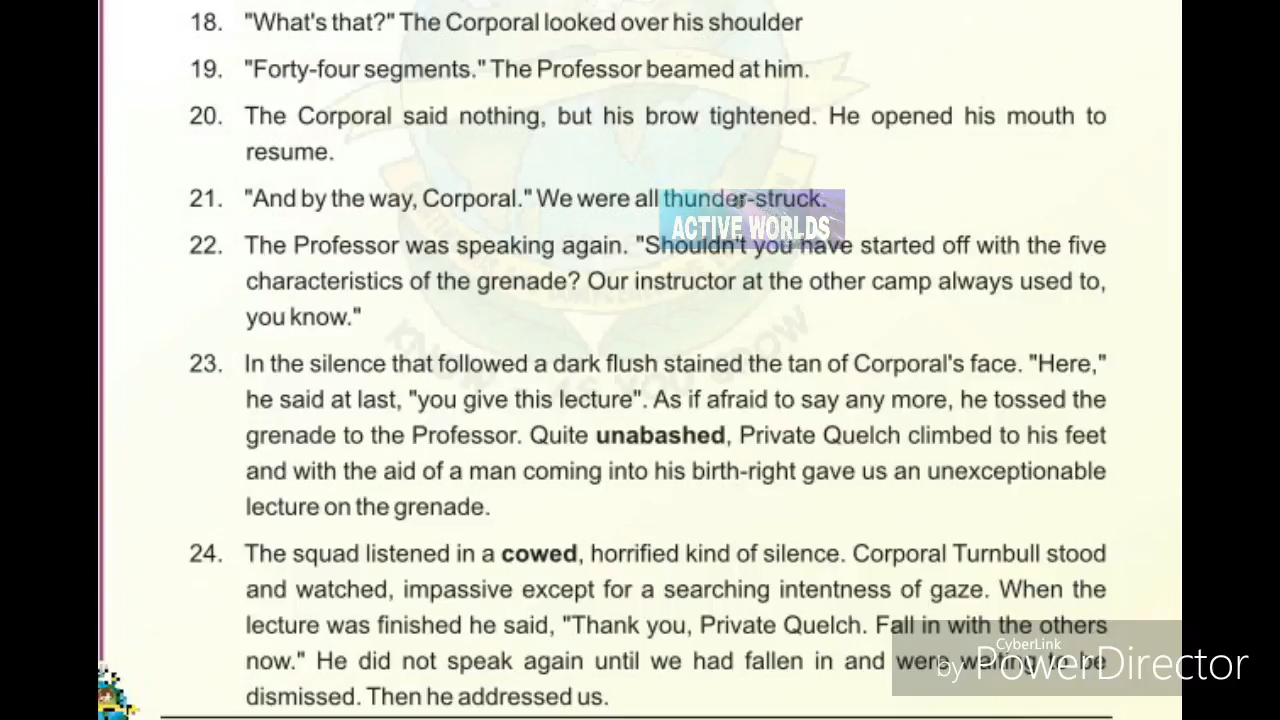 18. "What's that?" The Corporal looked over his shoulder
19. "Forty-four segments." The Professor beamed at him.
20. The Corporal said nothing, but his brow tightened. He opened his mouth to
resume.
21. "And by the way, Corporal." We were all thunder-struck.
ACTIVE WORLDS
22. The Professor was speaking again. "Shouldn't you have started off with the five
characteristics of the grenade? Our instructor at the other camp always used to,
you know."
23. In the silence that followed a dark flush stained the tan of Corporal's face. "Here,"
he said at last, "you give this lecture". As if afraid to say any more, he tossed the
grenade to the Professor. Quite unabashed, Private Quelch climbed to his feet
and with the aid of a man coming into his birth-right gave us an unexceptionable
lecture on the grenade.
24. The squad listened in a cowed, horrified kind of silence. Corporal Turnbull stood
and watched, impassive except for a searching intentness of gaze. When the
lecture was finished he said, "Thank you, Private Quelch. Fall in with the others
now." He did not speak again until we had fallen in and were waiting to be
dismissed. Then he addressed us.
CyberLink
by PowerDirector